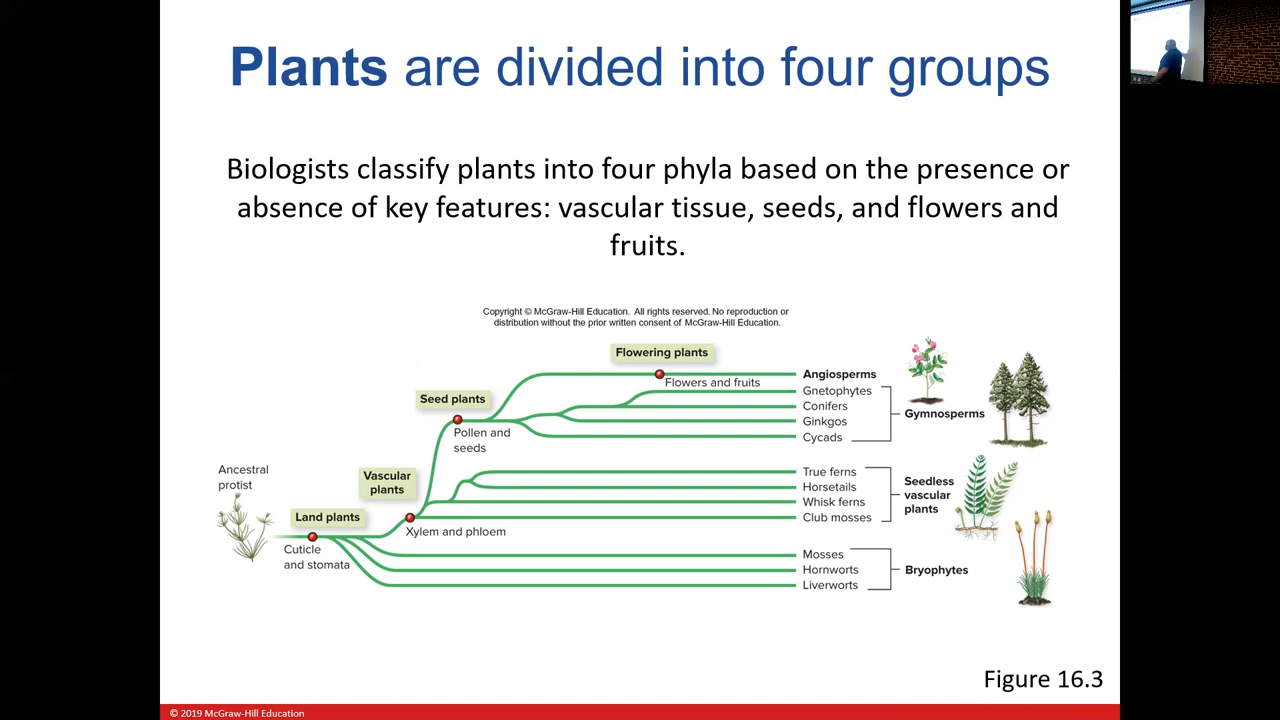 Plants are divided into four groups
Biologists classify plants into four phyla based on the presence or
absence of key features: vascular tissue, seeds, and flowers and
fruits.
Copyright © McGraw-Hill Education. All rights reserved. No reproduction or
distribution without the prior written consent of McGraw-Hill Education.
Flowering plants
Flowers and fruits
Seed plants
Pollen and
seeds
Vascular
plants
Xylem and phloem
Ancestral
protist
Land plants
Cuticle
and stomata
Angiosperms
Gnetophytes
Conifers
Ginkgos
Cycads
Gymnosperms
True ferns
Horsetails
Whisk ferns
Club mosses
Seedless
vascular
plants
Mosses
Hornworts
Liverworts
Bryophytes
Figure 16.3
© 2019 McGraw-Hill Education